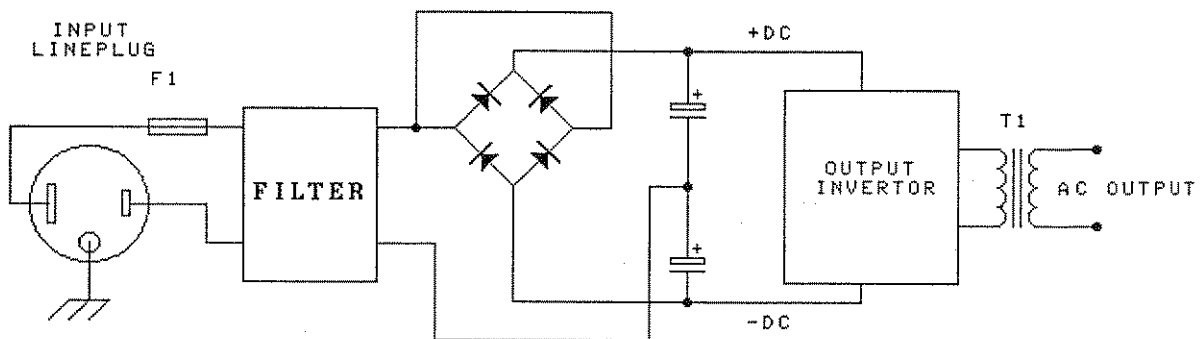 INPUT
LINEPLUG
F1
FILTER
+DC
+
+
-DC
OUTPUT
INVERTOR
T1
AC OUTPUT